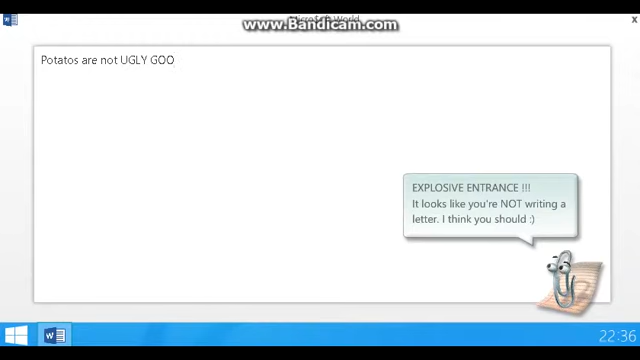 www.Bandicam.com
Potatos are not UGLY GOO
EXPLOSIVE ENTRANCE !!!
It looks like you're NOT writing a
letter. I think you should :)
22:36